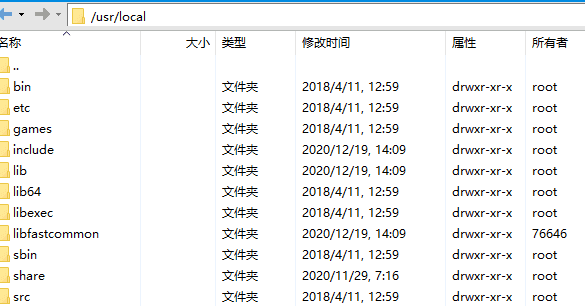 /usr/local
名称 大小 类型 修改时间 属性 所有者
..
bin 文件夹 2018/4/11, 12:59 drwxr-xr-x root
etc 文件夹 2018/4/11, 12:59 drwxr-xr-x root
games 文件夹 2018/4/11, 12:59 drwxr-xr-x root
include 文件夹 2020/12/19, 14:09 drwxr-xr-x root
lib 文件夹 2020/12/19, 14:09 drwxr-xr-x root
lib64 文件夹 2018/4/11, 12:59 drwxr-xr-x root
libexec 文件夹 2018/4/11, 12:59 drwxr-xr-x root
libfastcommon 文件夹 2020/12/19, 14:09 drwxr-xr-x 76646
sbin 文件夹 2018/4/11, 12:59 drwxr-xr-x root
share 文件夹 2020/11/29, 7:16 drwxr-xr-x root
src 文件夹 2018/4/11, 12:59 drwxr-xr-x root